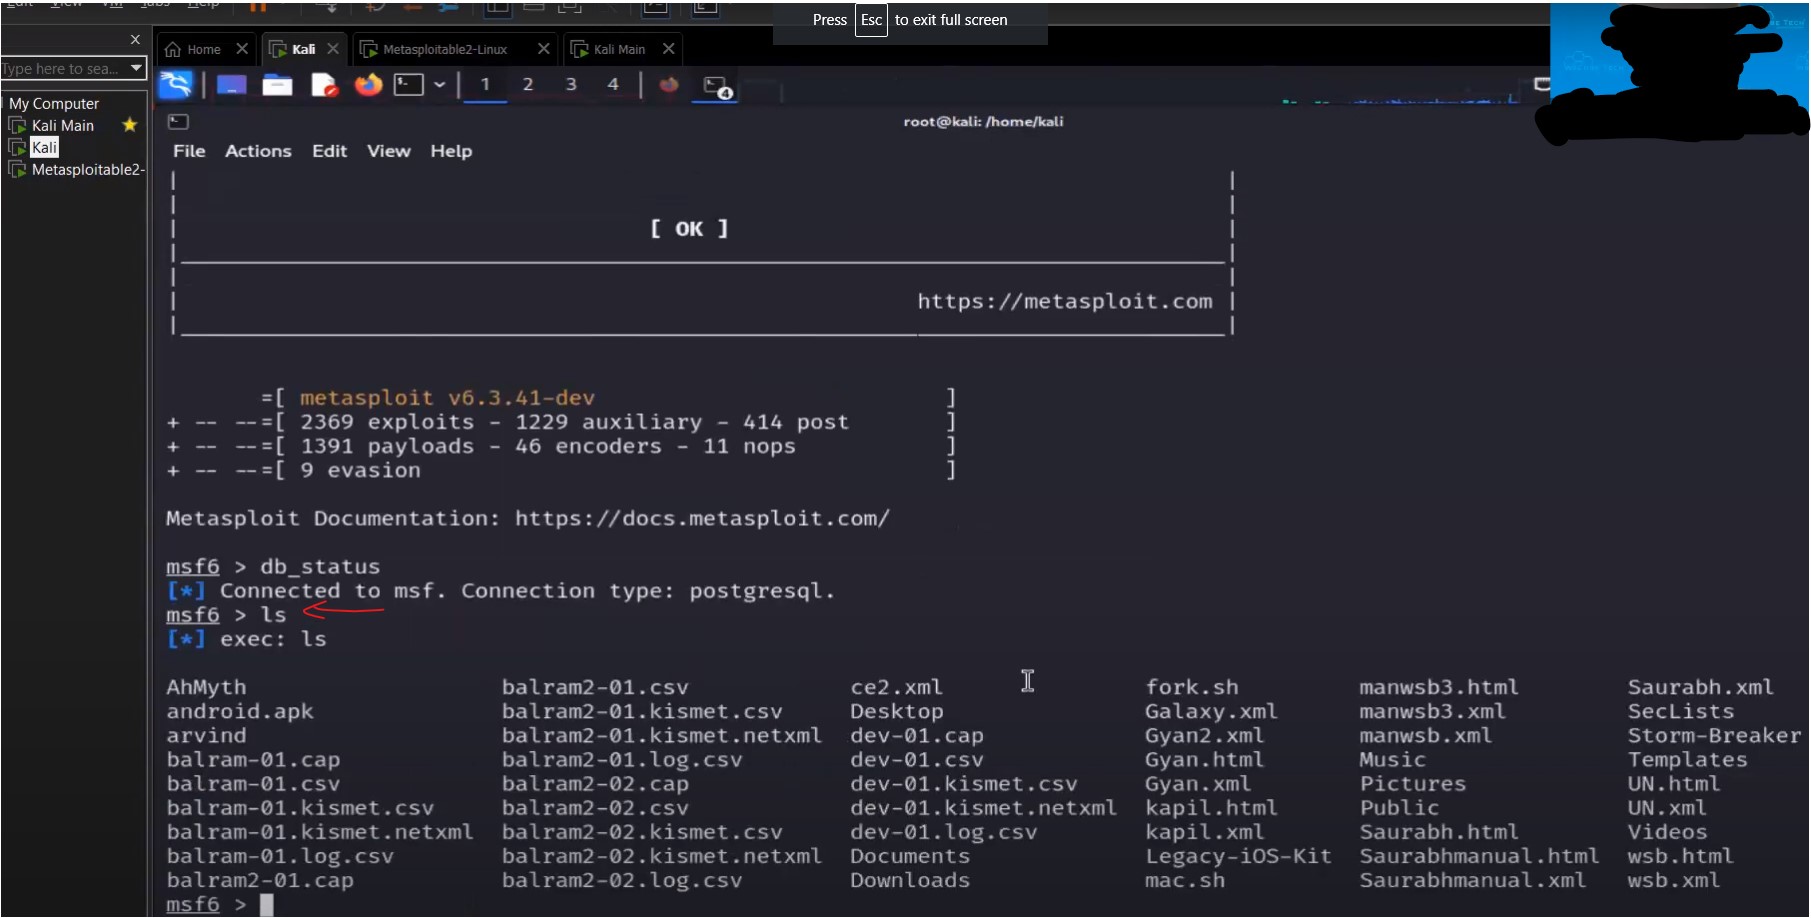 Edit View VM Tabs Help
Press Esc to exit full screen
Home
Kali
Metasploitable2-Linux
Kali Main
Type here to sea...
1 2 3 4
4
My Computer
Kali Main
Kali
Metasploitable2-
root@kali: /home/kali
File Actions Edit View Help
[ OK ]
https://metasploit.com
=[ metasploit v6.3.41-dev ]
+ -- --=[ 2369 exploits - 1229 auxiliary - 414 post ]
+ -- --=[ 1391 payloads - 46 encoders - 11 nops ]
+ -- --=[ 9 evasion ]
Metasploit Documentation: https://docs.metasploit.com/
msf6 > db_status
[*] Connected to msf. Connection type: postgresql.
msf6 > ls
[*] exec: ls
AhMyth balram2-01.csv ce2.xml fork.sh manwsb3.html Saurabh.xml
android.apk balram2-01.kismet.csv Desktop Galaxy.xml manwsb3.xml SecLists
arvind balram2-01.kismet.netxml dev-01.cap Gyan2.xml manwsb.xml Storm-Breaker
balram-01.cap balram2-01.log.csv dev-01.csv Gyan.html Music Templates
balram-01.csv balram2-02.cap dev-01.kismet.csv Gyan.xml Pictures UN.html
balram-01.kismet.csv balram2-02.csv dev-01.kismet.netxml kapil.html Public UN.xml
balram-01.kismet.netxml balram2-02.kismet.csv dev-01.log.csv kapil.xml Saurabh.html Videos
balram-01.log.csv balram2-02.kismet.netxml Documents Legacy-iOS-Kit Saurabhmanual.html wsb.html
balram2-01.cap balram2-02.log.csv Downloads mac.sh Saurabhmanual.xml wsb.xml
msf6 >